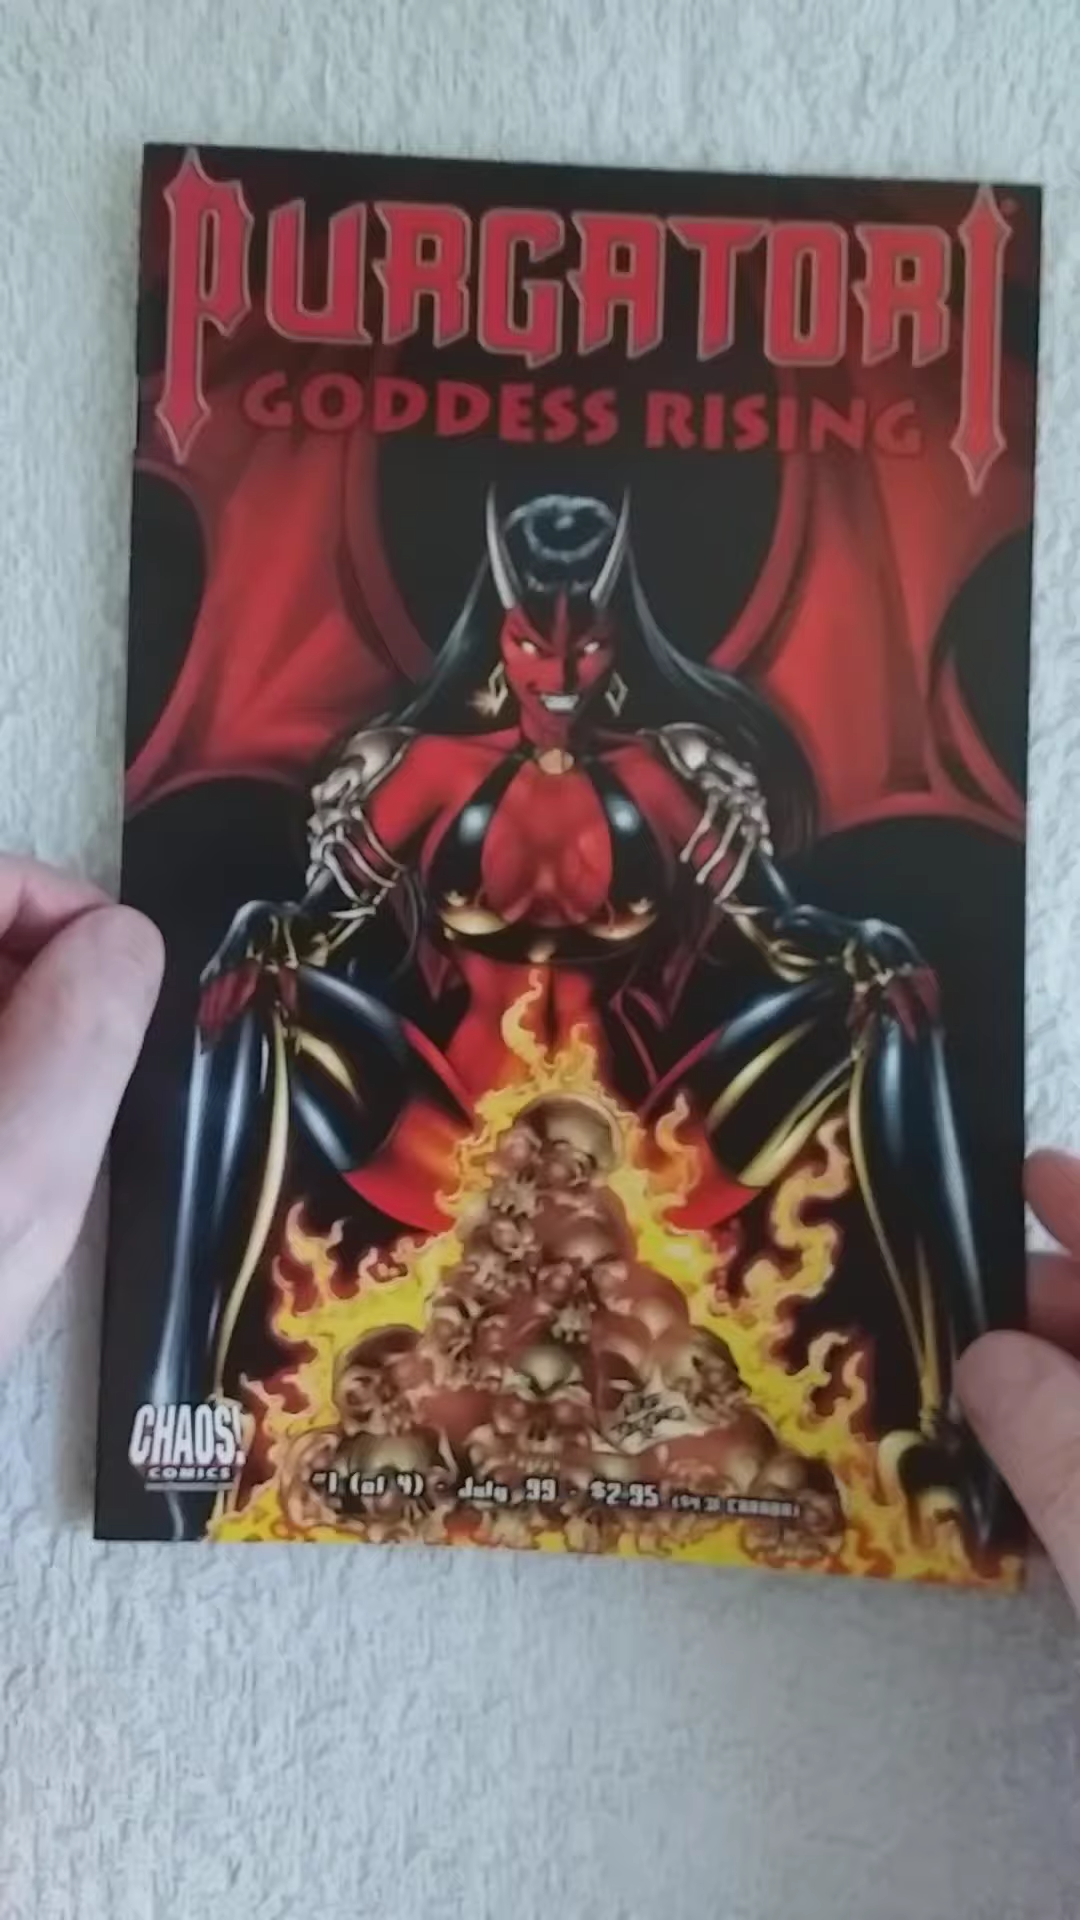 PURGATORI
GODDESS RISING
CHAOS!
COMICS
#1 (of 4) - July 99 - $2.95 ($4.31 CANADA)